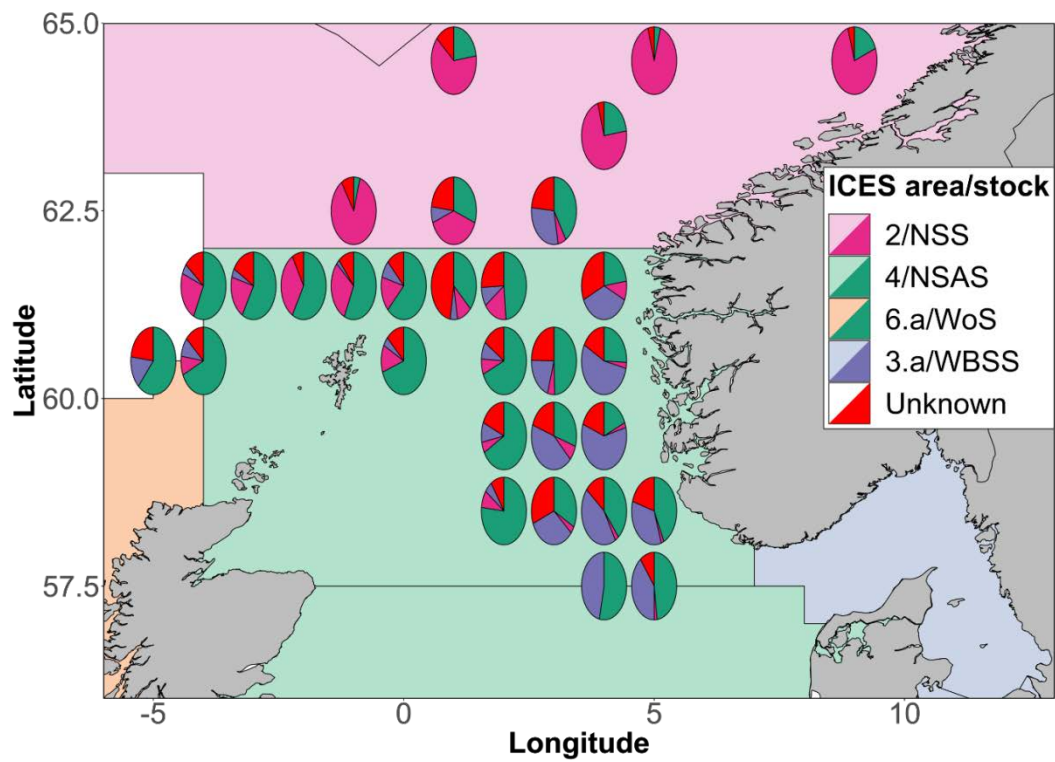 65.0
62.5
60.0
57.5
Latitude
-5
0
5
10
Longitude
ICES area/stock
2/NSS
4/NSAS
6.a/WoS
3.a/WBSS
Unknown